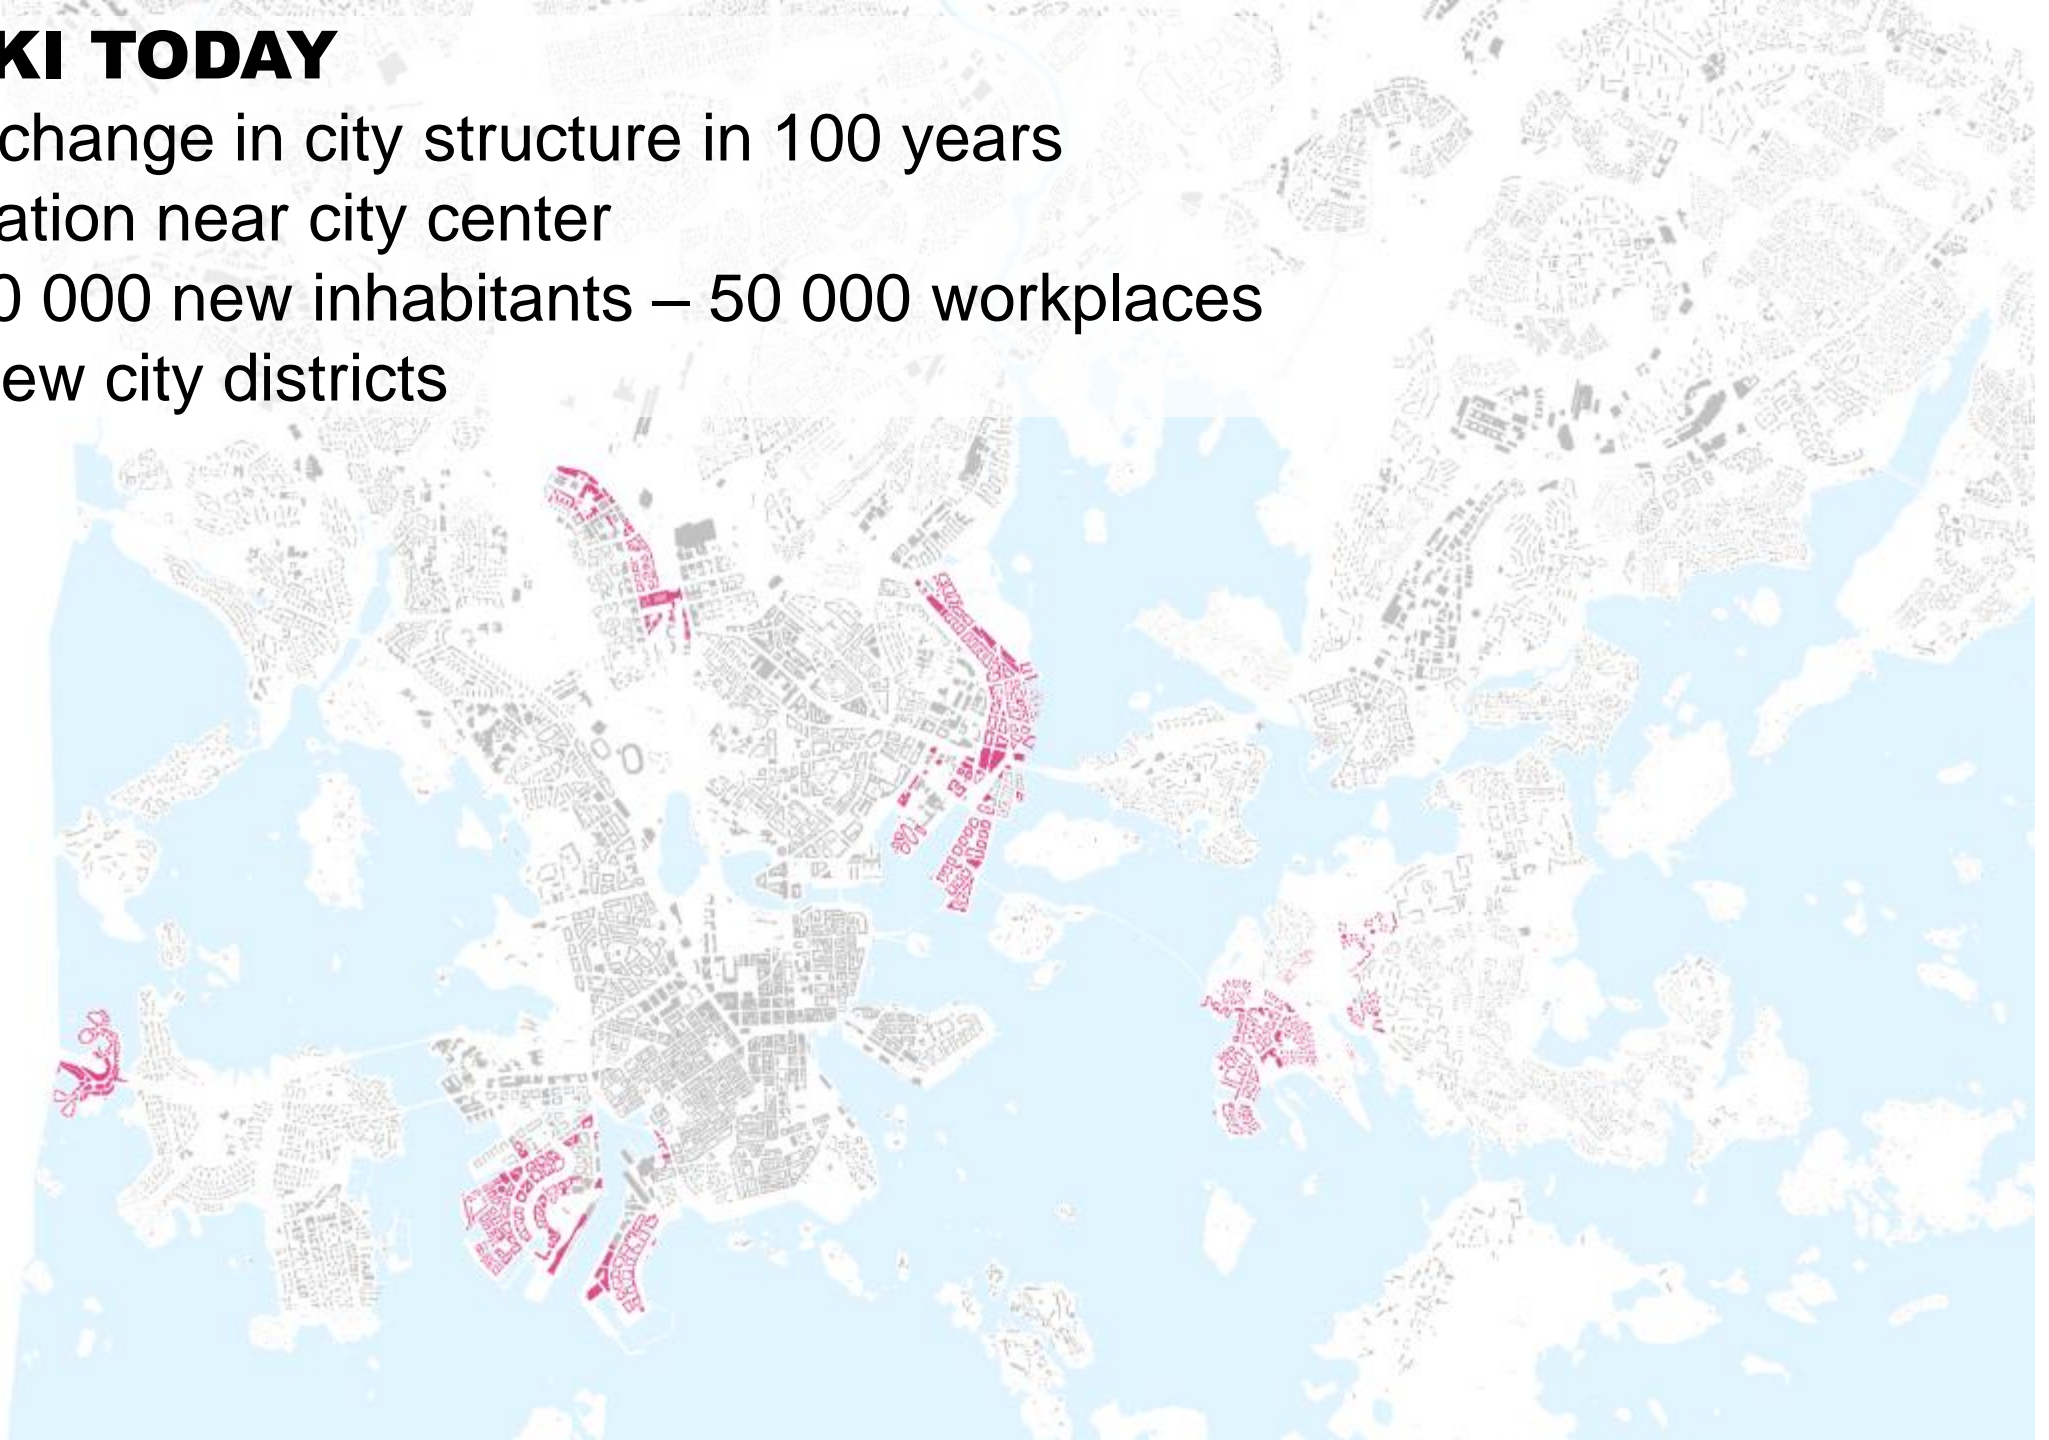 KI TODAY
change in city structure in 100 years
ation near city center
0 000 new inhabitants – 50 000 workplaces
ew city districts